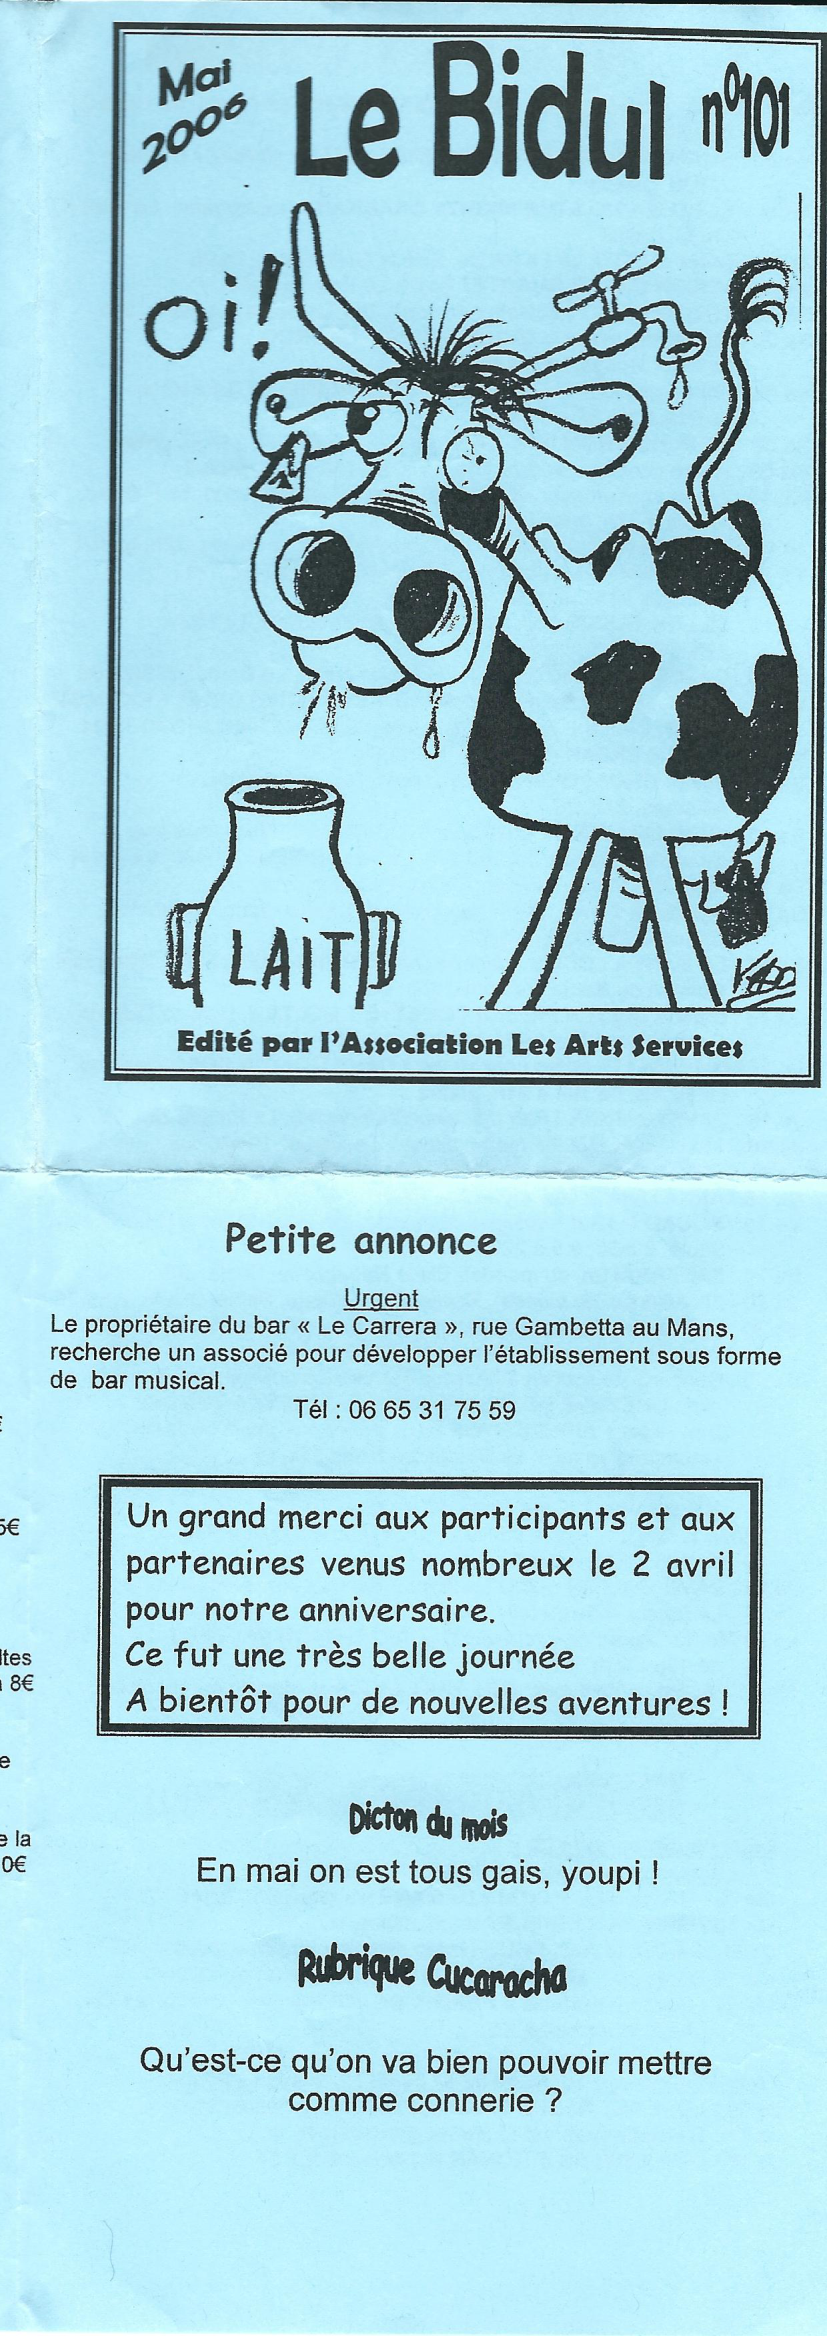 Mai
2006
Le Bidul n°101
oi!
LAiT
Edité par l'Association Les Arts Services
Petite annonce
Urgent
Le propriétaire du bar « Le Carrera », rue Gambetta au Mans,
recherche un associé pour développer l'établissement sous forme
de bar musical.
Tél : 06 65 31 75 59
5€
8€
e
e la
0€
Un grand merci aux participants et aux
partenaires venus nombreux le 2 avril
pour notre anniversaire.
Ce fut une très belle journée
A bientôt pour de nouvelles aventures !
Dicton du mois
En mai on est tous gais, youpi !
Rubrique Cucaracha
Qu'est-ce qu'on va bien pouvoir mettre
comme connerie ?